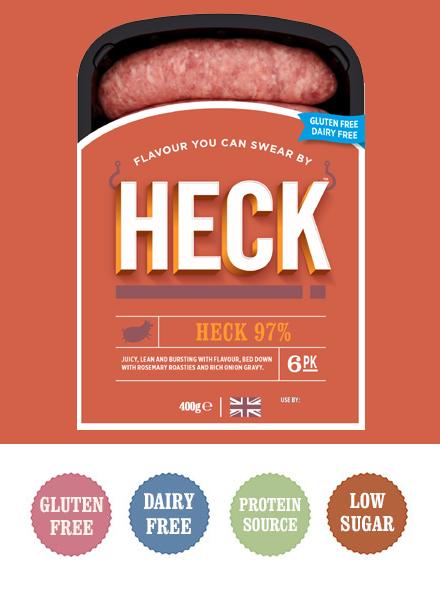 GLUTEN FREE
DAIRY FREE
FLAVOUR YOU CAN SWEAR BY
HECK
HECK 97%
JUICY, LEAN AND BURSTING WITH FLAVOUR, BED DOWN
WITH ROSEMARY ROASTIES AND RICH ONION GRAVY.
6PK
400g℮
USE BY:
GLUTEN
FREE
DAIRY
FREE
PROTEIN
SOURCE
LOW
SUGAR